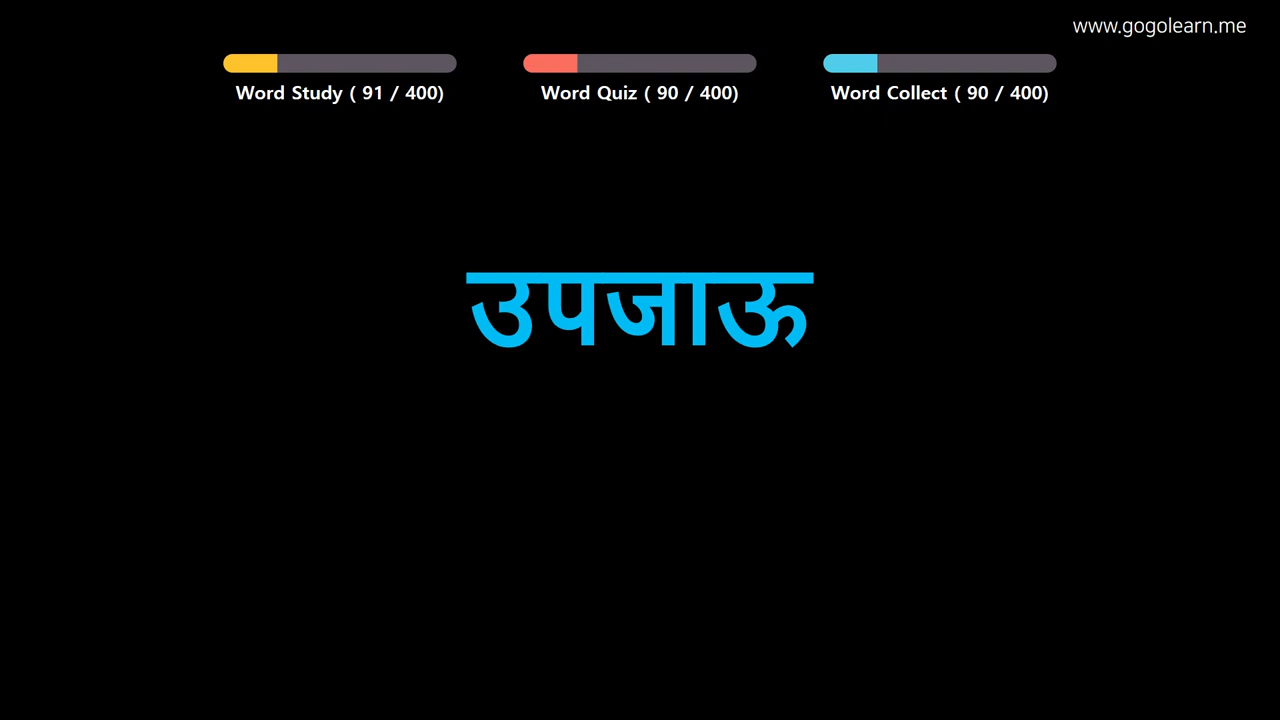 www.gogolearn.me
Word Study ( 91 / 400)
Word Quiz ( 90 / 400)
Word Collect ( 90 / 400)
उपजाऊ